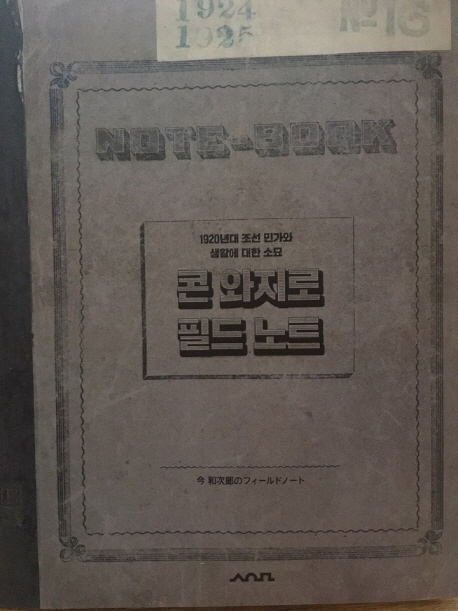 1924
1925
№16
NOTE-BOOK
1920년대 조선 민가와
생활에 대한 소묘
콘 와지로
필드 노트
今 和次郎のフィールドノート